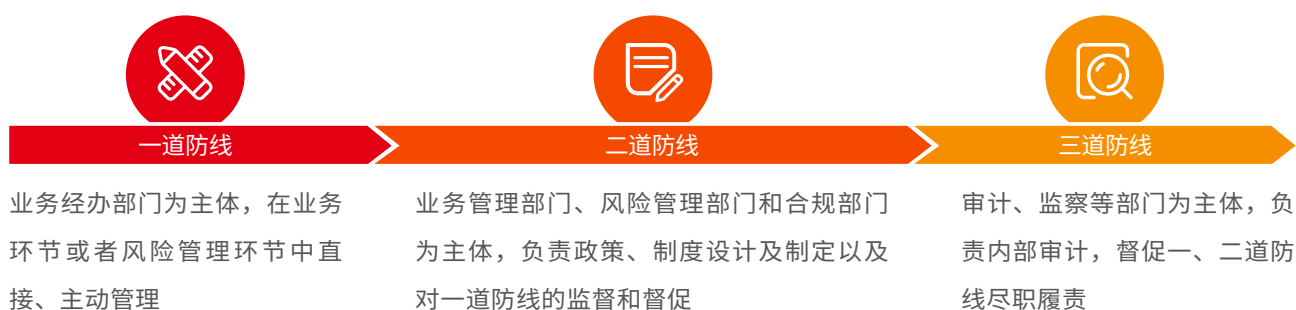 一道防线
业务经办部门为主体，在业务
环节或者风险管理环节中直
接、主动管理
二道防线
业务管理部门、风险管理部门和合规部门
为主体，负责政策、制度设计及制定以及
对一道防线的监督和督促
三道防线
审计、监察等部门为主体，负
责内部审计，督促一、二道防
线尽职履责